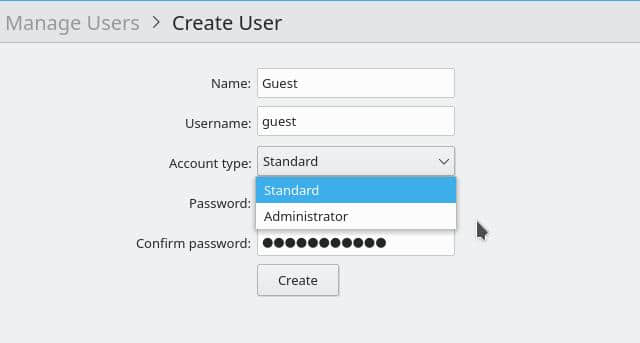 Manage Users > Create User
Name: Guest
Username: guest
Account type: Standard
Standard
Administrator
Password:
Confirm password: ●●●●●●●●●●●
Create